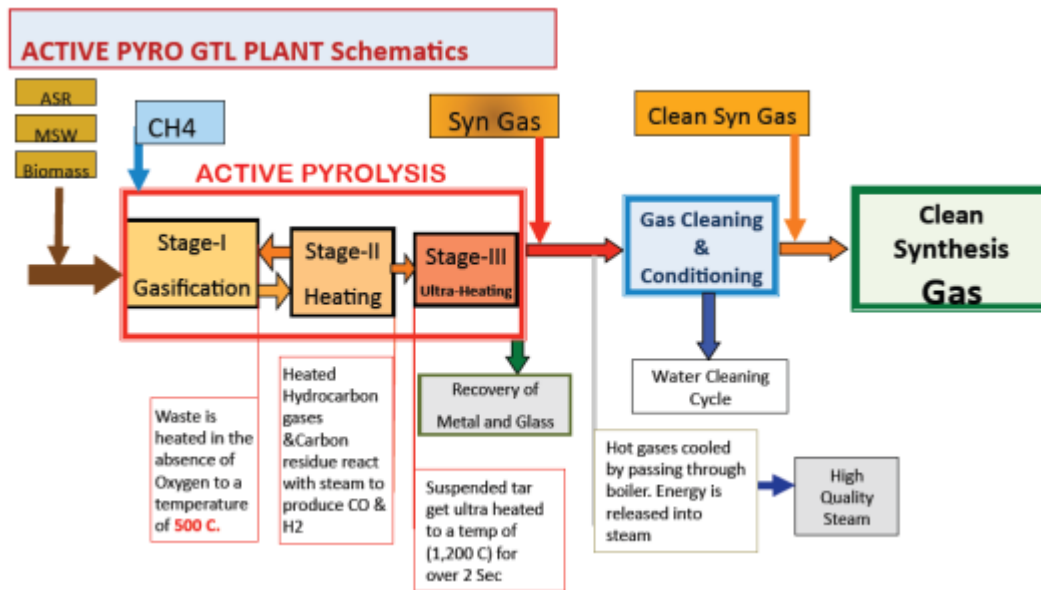 ACTIVE PYRO GTL PLANT Schematics
ASR
MSW
Biomass
CH4
Syn Gas
Clean Syn Gas
ACTIVE PYROLYSIS
Stage-I
Gasification
Stage-II
Heating
Stage-III
Ultra-Heating
Gas Cleaning
&
Conditioning
Clean
Synthesis
Gas
Waste is
heated in the
absence of
Oxygen to a
temperature
of 500 C.
Heated
Hydrocarbon
gases
&Carbon
residue react
with steam to
produce CO &
H2
Recovery of
Metal and Glass
Suspended tar
get ultra heated
to a temp of
(1,200 C) for
over 2 Sec
Water Cleaning
Cycle
Hot gases cooled
by passing through
boiler. Energy is
released into
steam
High
Quality
Steam